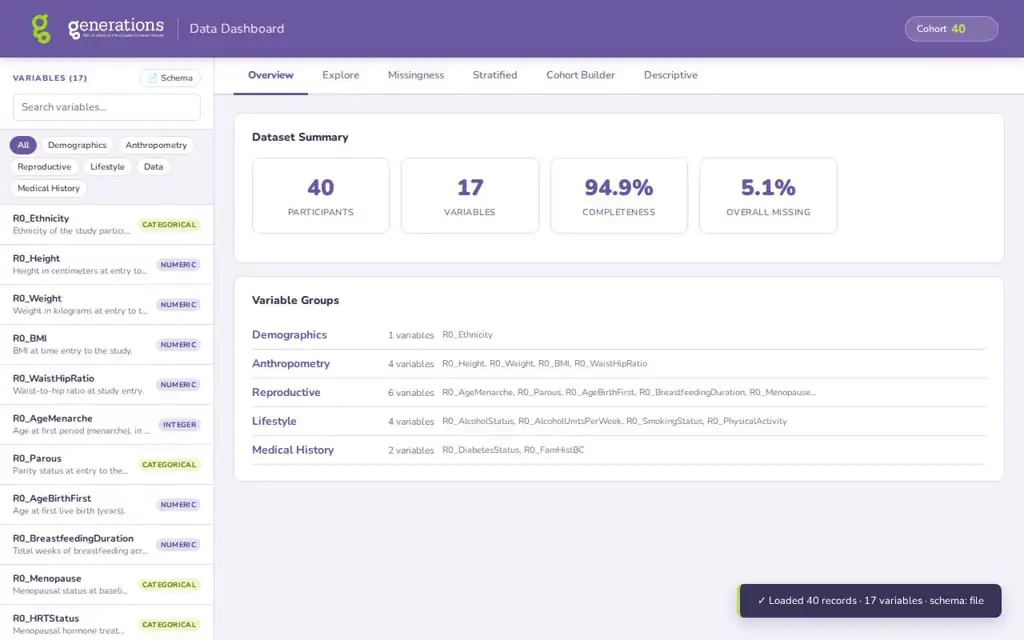 generations
Data Dashboard
Cohort 40
VARIABLES (17)
Schema
Search variables...
All
Demographics
Anthropometry
Reproductive
Lifestyle
Data
Medical History
R0_Ethnicity
Ethnicity of the study partici...
CATEGORICAL
R0_Height
Height in centimeters at entry to...
NUMERIC
R0_Weight
Weight in kilograms at entry to t...
NUMERIC
R0_BMI
BMI at time entry to the study.
NUMERIC
R0_WaistHipRatio
Waist-to-hip ratio at study entry.
NUMERIC
R0_AgeMenarche
Age at first period (menarche), in ...
INTEGER
R0_Parous
Parity status at entry to the...
CATEGORICAL
R0_AgeBirthFirst
Age at first live birth (years).
NUMERIC
R0_BreastfeedingDuration
Total weeks of breastfeeding acr...
NUMERIC
R0_Menopause
Menopausal status at baseli...
CATEGORICAL
R0_HRTStatus
Menopausal hormone treat...
CATEGORICAL
Overview
Explore
Missingness
Stratified
Cohort Builder
Descriptive
Dataset Summary
40
PARTICIPANTS
17
VARIABLES
94.9%
COMPLETENESS
5.1%
OVERALL MISSING
Variable Groups
Demographics 1 variables R0_Ethnicity
Anthropometry 4 variables R0_Height, R0_Weight, R0_BMI, R0_WaistHipRatio
Reproductive 6 variables R0_AgeMenarche, R0_Parous, R0_AgeBirthFirst, R0_BreastfeedingDuration, R0_Menopause...
Lifestyle 4 variables R0_AlcoholStatus, R0_AlcoholUnitsPerWeek, R0_SmokingStatus, R0_PhysicalActivity
Medical History 2 variables R0_DiabetesStatus, R0_FamHistBC
✓ Loaded 40 records · 17 variables · schema: file